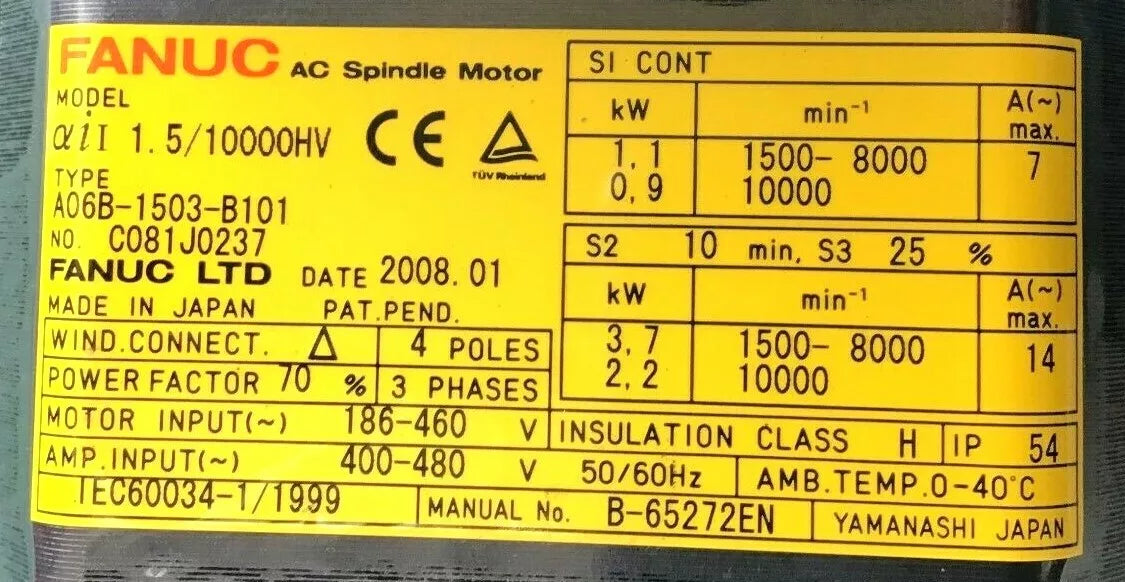 FANUC AC Spindle Motor
MODEL
αiI 1.5/10000HV
CE
TÜV Rheinland
TYPE
A06B-1503-B101
NO. C081J0237
FANUC LTD DATE 2008.01
MADE IN JAPAN PAT.PEND.
WIND.CONNECT. Δ 4 POLES
POWER FACTOR 70 % 3 PHASES
SI CONT
kW min⁻¹ A(~) max.
1,1 1500- 8000 7
0,9 10000
S2 10 min, S3 25 %
kW min⁻¹ A(~) max.
3,7 1500- 8000 14
2,2 10000
MOTOR INPUT(~) 186-460 V INSULATION CLASS H IP 54
AMP.INPUT(~) 400-480 V 50/60Hz AMB.TEMP.0-40°C
IEC60034-1/1999 MANUAL No. B-65272EN YAMANASHI JAPAN